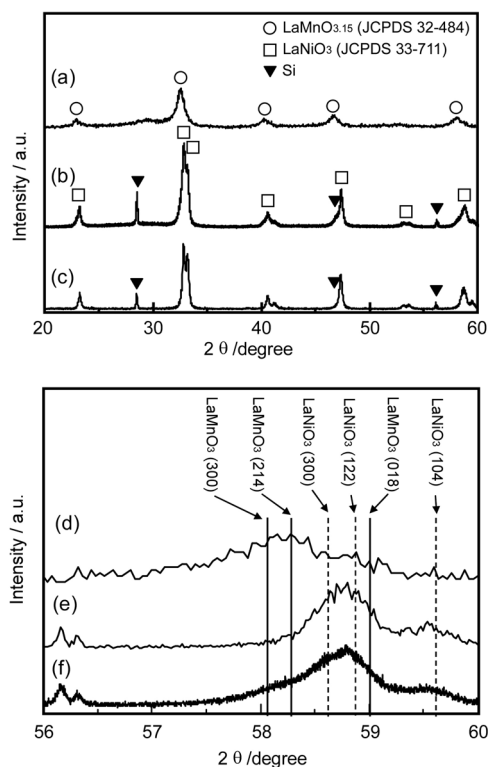 ○ LaMnO3.15 (JCPDS 32-484)
□ LaNiO3 (JCPDS 33-711)
▼ Si
(a)
(b)
(c)
Intensity / a.u.
20 30 40 50 60
2 θ /degree
LaMnO3 (300)
LaMnO3 (214)
LaNiO3 (300)
LaNiO3 (122)
LaMnO3 (018)
LaNiO3 (104)
(d)
(e)
(f)
Intensity / a.u.
56 57 58 59 60
2 θ /degree